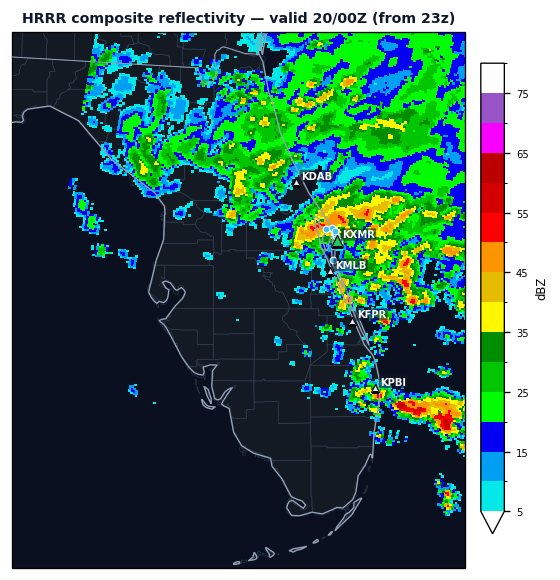 HRRR composite reflectivity — valid 20/00Z (from 23z)
KDAB
KXMR
KMLB
KFPR
KPBI
75
65
55
45
35
25
15
5
dBZ